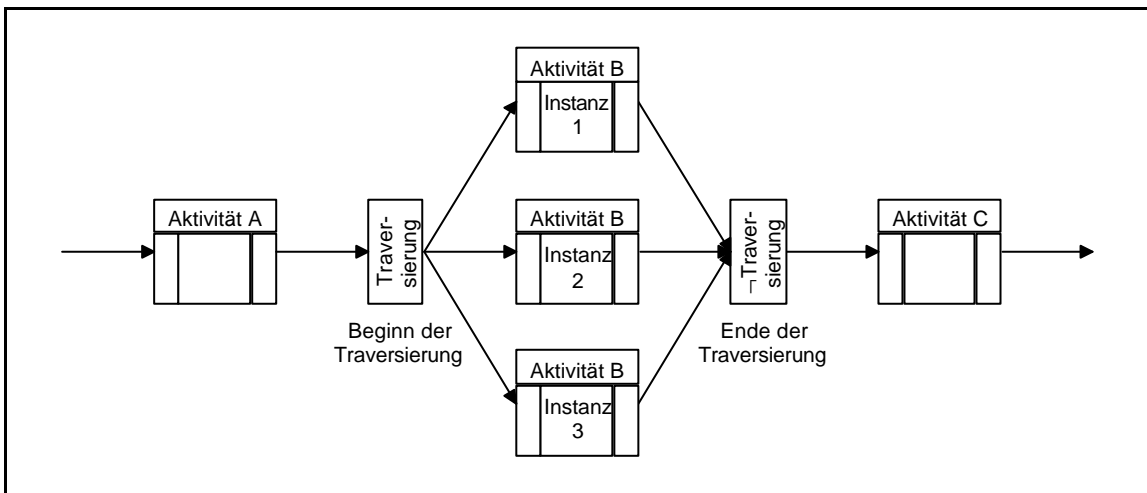 Aktivität B
Instanz
1
Aktivität A
Traver-
sierung
Aktivität B
Instanz
2
¬Traver-
sierung
Aktivität C
Beginn der
Traversierung
Ende der
Traversierung
Aktivität B
Instanz
3